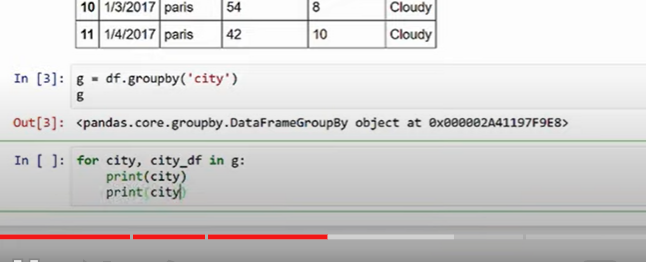 10 1/3/2017 paris 54 8 Cloudy
11 1/4/2017 paris 42 10 Cloudy
In [3]: g = df.groupby('city')
g
Out[3]: <pandas.core.groupby.DataFrameGroupBy object at 0x000002A41197F9E8>
In [ ]: for city, city_df in g:
print(city)
print(city)